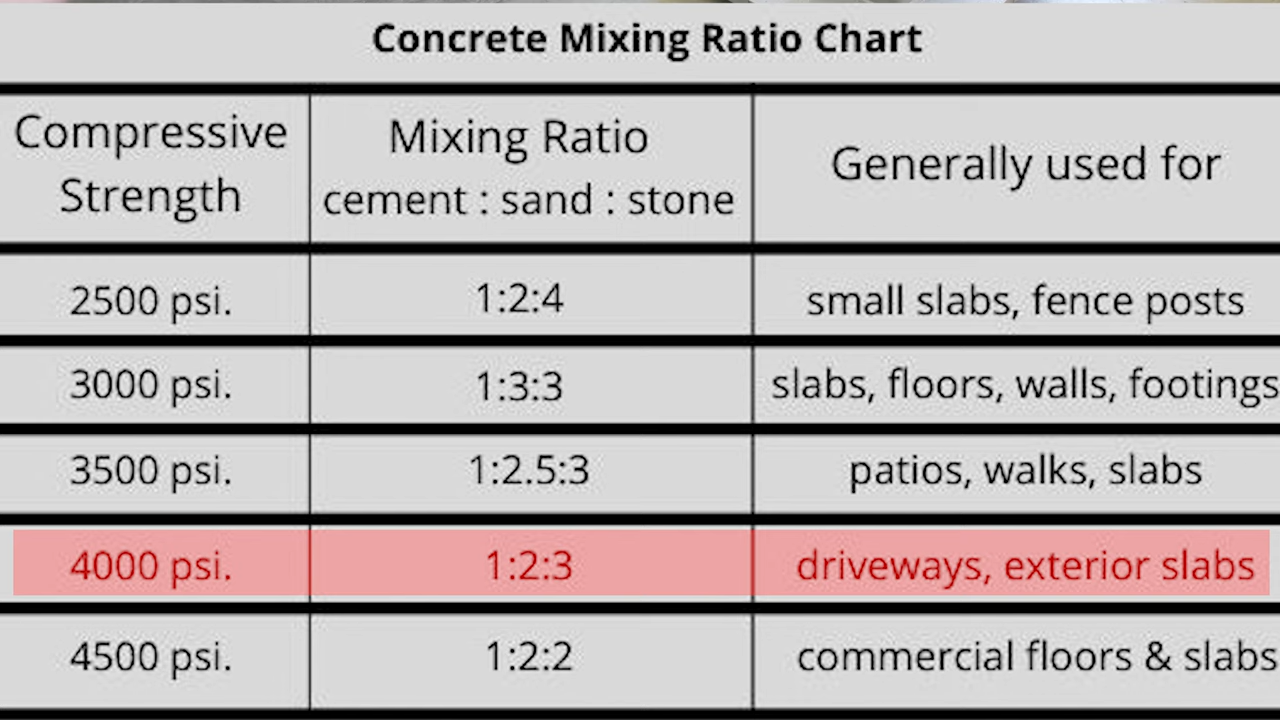 Concrete Mixing Ratio Chart
Compressive
Strength
Mixing Ratio
cement : sand : stone
Generally used for
2500 psi.
1:2:4
small slabs, fence posts
3000 psi.
1:3:3
slabs, floors, walls, footings
3500 psi.
1:2.5:3
patios, walks, slabs
4000 psi.
1:2:3
driveways, exterior slabs
4500 psi.
1:2:2
commercial floors & slabs